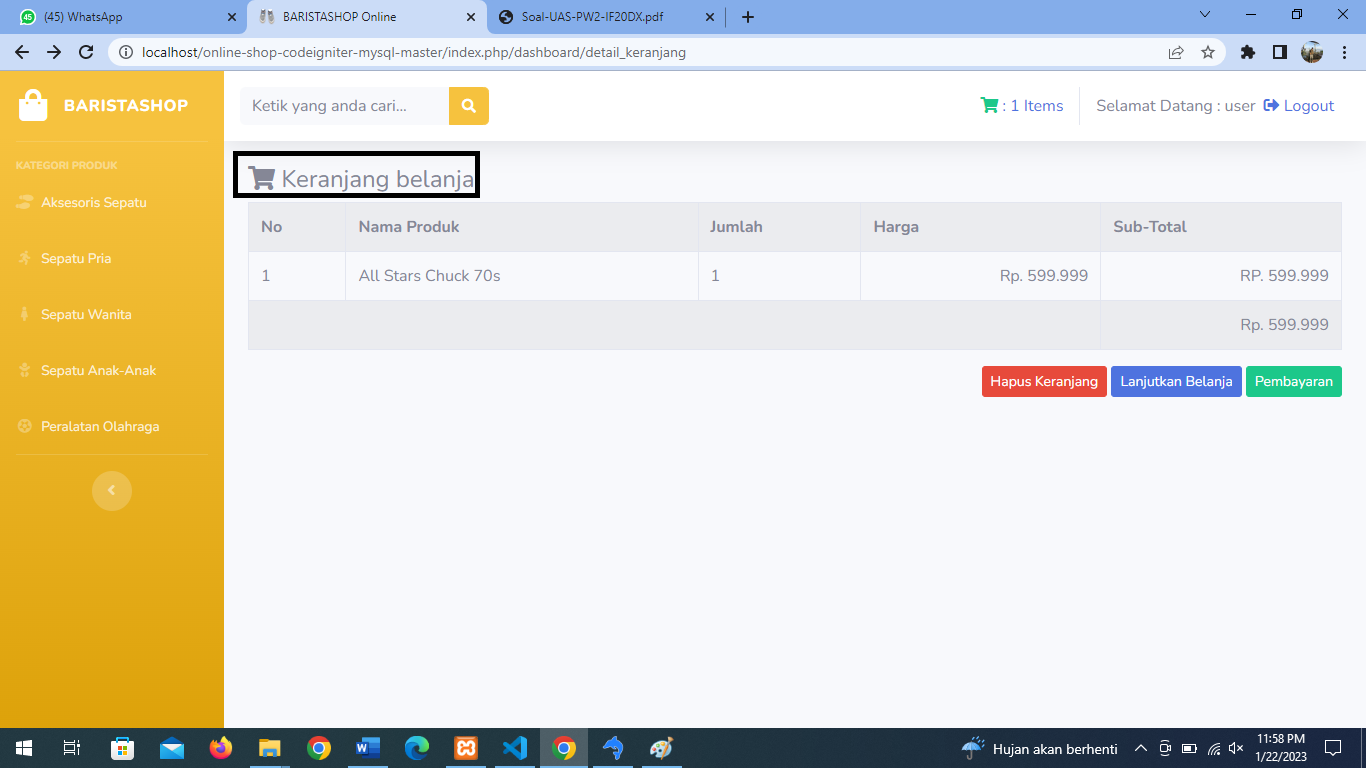 (45) WhatsApp
BARISTASHOP Online
Soal-UAS-PW2-IF20DX.pdf
localhost/online-shop-codeigniter-mysql-master/index.php/dashboard/detail_keranjang
BARISTASHOP
Ketik yang anda cari...
: 1 Items
Selamat Datang : user
Logout
KATEGORI PRODUK
Aksesoris Sepatu
Sepatu Pria
Sepatu Wanita
Sepatu Anak-Anak
Peralatan Olahraga
Keranjang belanja
No Nama Produk Jumlah Harga Sub-Total
1 All Stars Chuck 70s 1 Rp. 599.999 RP. 599.999
Rp. 599.999
Hapus Keranjang Lanjutkan Belanja Pembayaran
Hujan akan berhenti
11:58 PM
1/22/2023